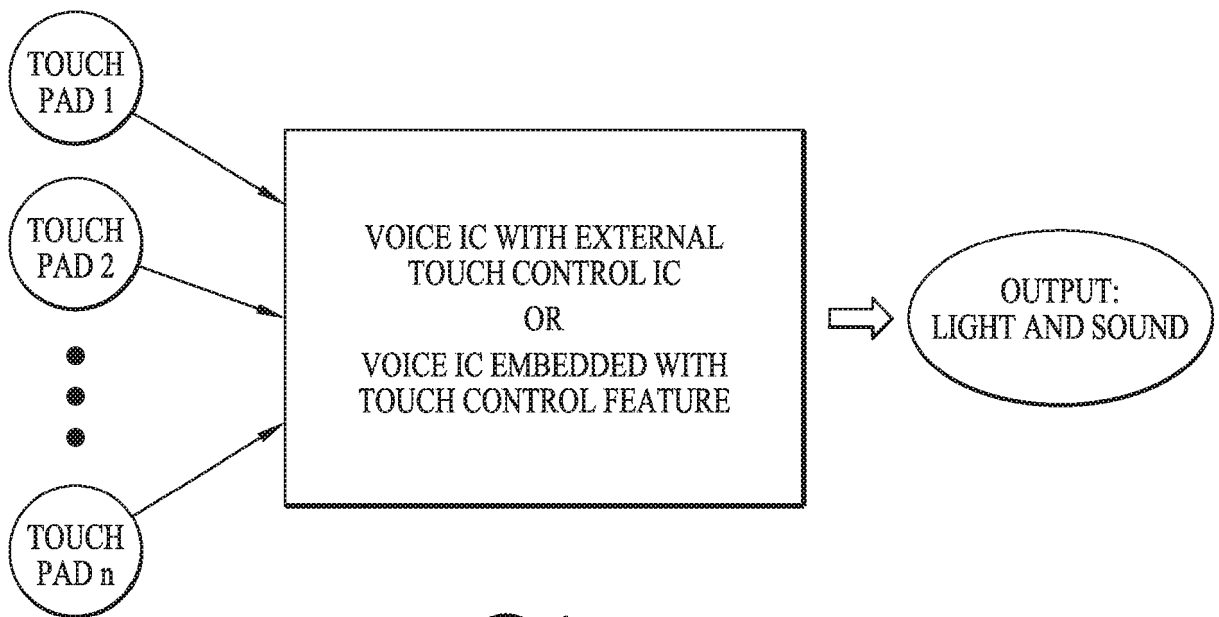 TOUCH
PAD 1
TOUCH
PAD 2
TOUCH
PAD n
VOICE IC WITH EXTERNAL
TOUCH CONTROL IC
OR
VOICE IC EMBEDDED WITH
TOUCH CONTROL FEATURE
OUTPUT:
LIGHT AND SOUND